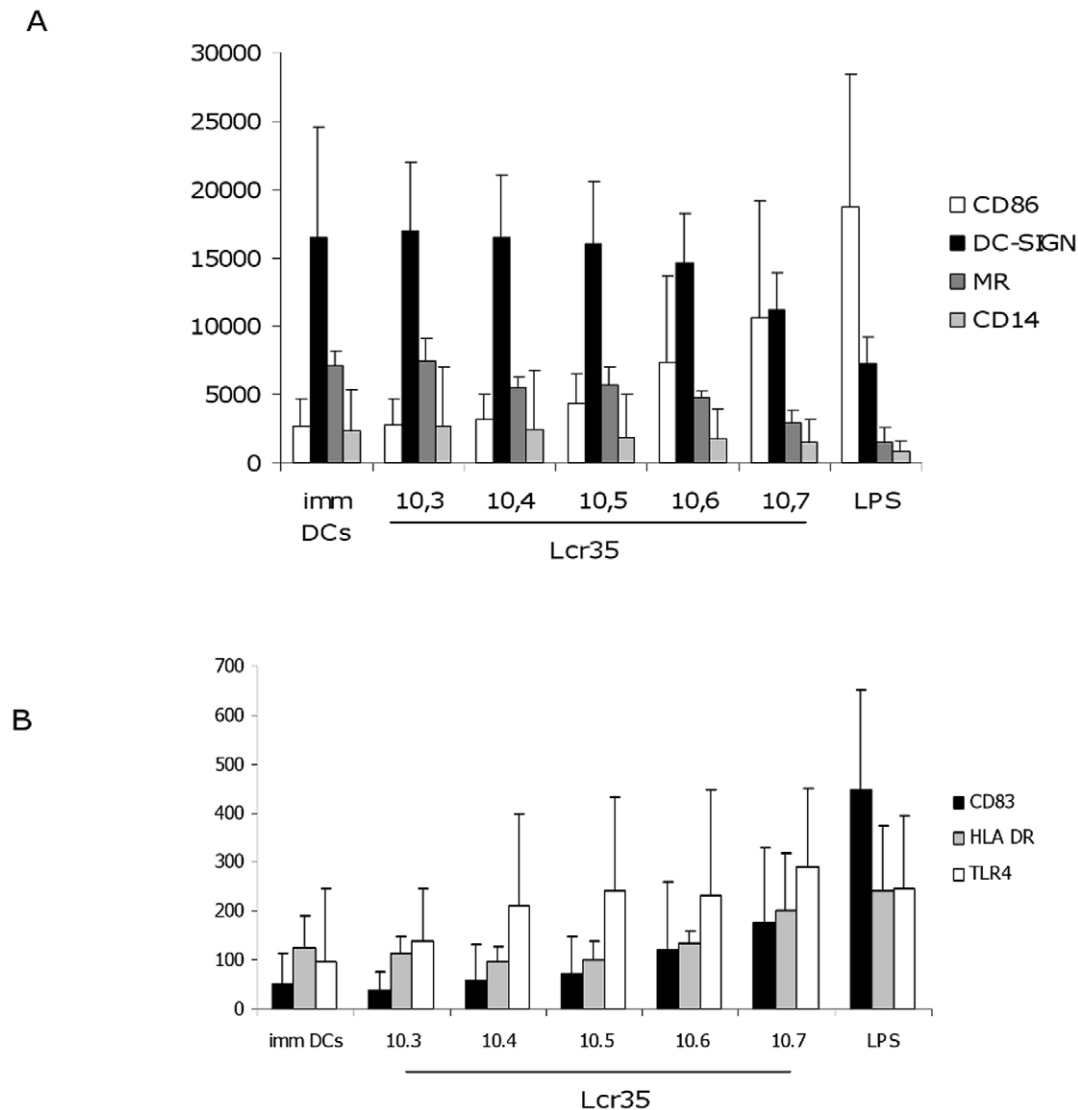 A
30000
25000
20000
15000
10000
5000
0
CD86
DC-SIGN
MR
CD14
imm DCs 10,3 10,4 10,5 10,6 10,7 LPS
Lcr35
B
700
600
500
400
300
200
100
0
CD83
HLA DR
TLR4
imm DCs 10.3 10.4 10.5 10.6 10.7 LPS
Lcr35